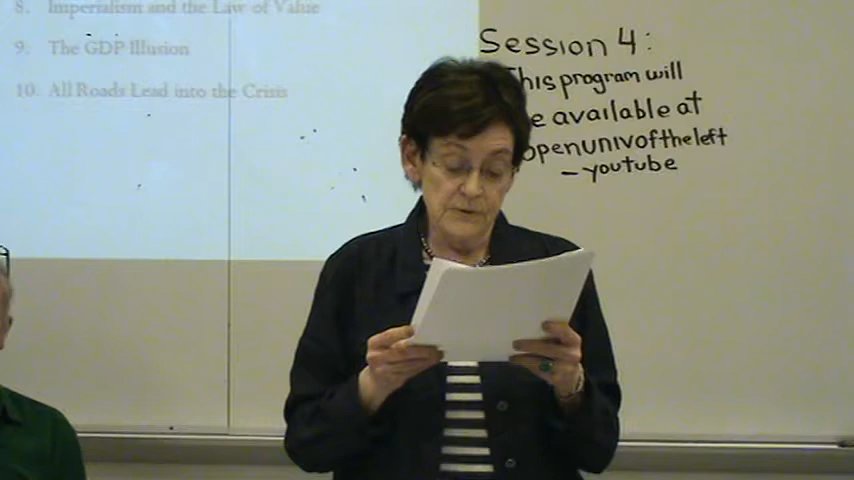 8. Imperialism and the Law of Value
9. The GDP Illusion
10. All Roads Lead into the Crisis
Session 4:
This program will
be available at
openunivoftheleft
- youtube